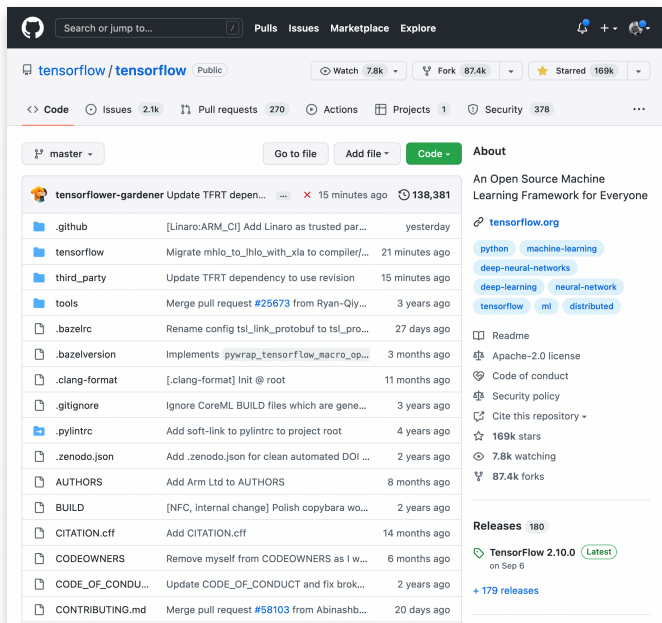 Search or jump to... /
Pulls Issues Marketplace Explore
tensorflow / tensorflow Public
Watch 7.8k Fork 87.4k Starred 169k
<> Code Issues 2.1k Pull requests 270 Actions Projects 1 Security 378 ...
master Go to file Add file Code
tensorflower-gardener Update TFRT depen... ... 15 minutes ago 138,381
.github [Linaro:ARM_CI] Add Linaro as trusted par... yesterday
tensorflow Migrate mhlo_to_lhlo_with_xla to compiler/... 21 minutes ago
third_party Update TFRT dependency to use revision 15 minutes ago
tools Merge pull request #25673 from Ryan-Qiy... 3 years ago
.bazelrc Rename config tsl_link_protobuf to tsl_pro... 27 days ago
.bazelversion Implements pywrap_tensorflow_macro_op... 3 months ago
.clang-format [.clang-format] Init @ root 11 months ago
.gitignore Ignore CoreML BUILD files which are gene... 3 years ago
.pylintrc Add soft-link to pylintrc to project root 4 years ago
.zenodo.json Add .zenodo.json for clean automated DOI ... 2 years ago
AUTHORS Add Arm Ltd to AUTHORS 8 months ago
BUILD [NFC, internal change] Polish copybara wo... 2 years ago
CITATION.cff Add CITATION.cff 14 months ago
CODEOWNERS Remove myself from CODEOWNERS as I w... 6 months ago
CODE_OF_CONDU... Update CODE_OF_CONDUCT and fix brok... 2 years ago
CONTRIBUTING.md Merge pull request #58103 from Abinashb... 20 days ago
About
An Open Source Machine
Learning Framework for Everyone
tensorflow.org
python machine-learning
deep-neural-networks
deep-learning neural-network
tensorflow ml distributed
Readme
Apache-2.0 license
Code of conduct
Security policy
Cite this repository
169k stars
7.8k watching
87.4k forks
Releases 180
TensorFlow 2.10.0 Latest
on Sep 6
+ 179 releases